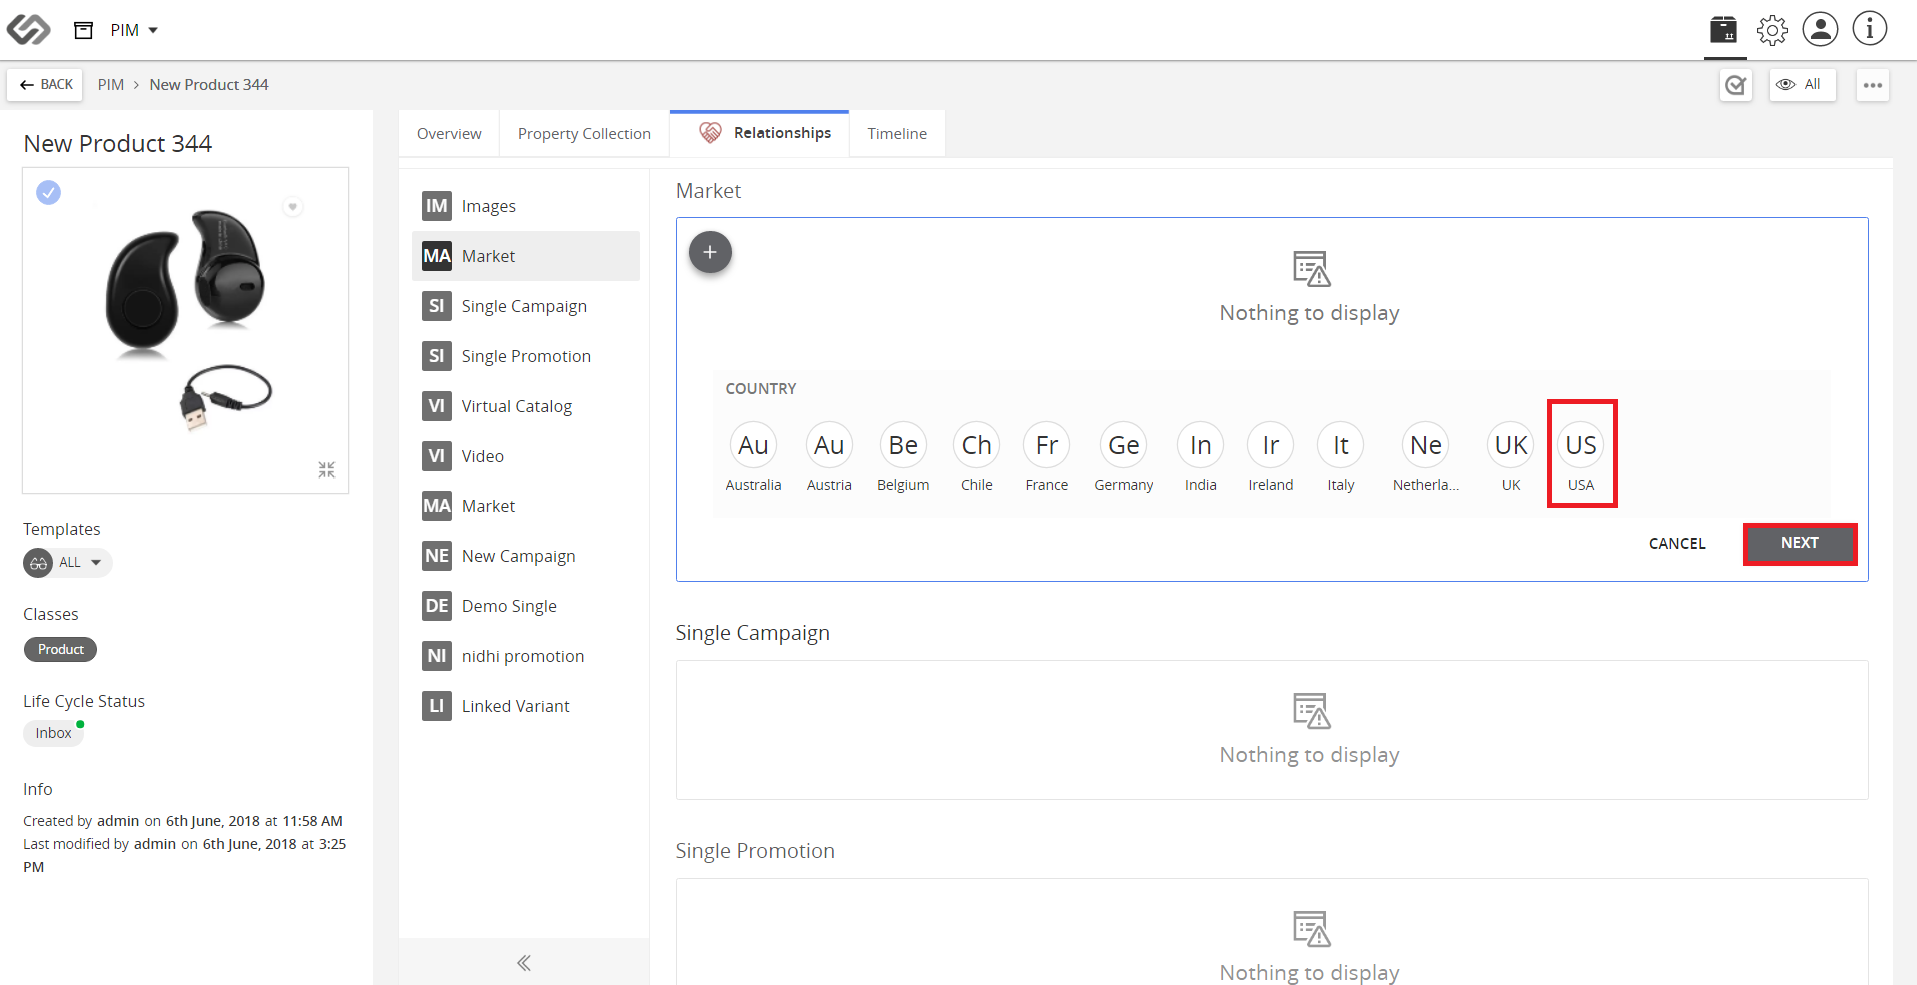 PIM
BACK
PIM > New Product 344
All
New Product 344
Templates
ALL
Classes
Product
Life Cycle Status
Inbox
Info
Created by admin on 6th June, 2018 at 11:58 AM
Last modified by admin on 6th June, 2018 at 3:25
PM
Overview
Property Collection
Relationships
Timeline
IM Images
MA Market
SI Single Campaign
SI Single Promotion
VI Virtual Catalog
VI Video
MA Market
NE New Campaign
DE Demo Single
NI nidhi promotion
LI Linked Variant
Market
Nothing to display
COUNTRY
Au Au Be Ch Fr Ge In Ir It Ne UK US
Australia Austria Belgium Chile France Germany India Ireland Italy Netherla... UK USA
CANCEL NEXT
Single Campaign
Nothing to display
Single Promotion
Nothing to display